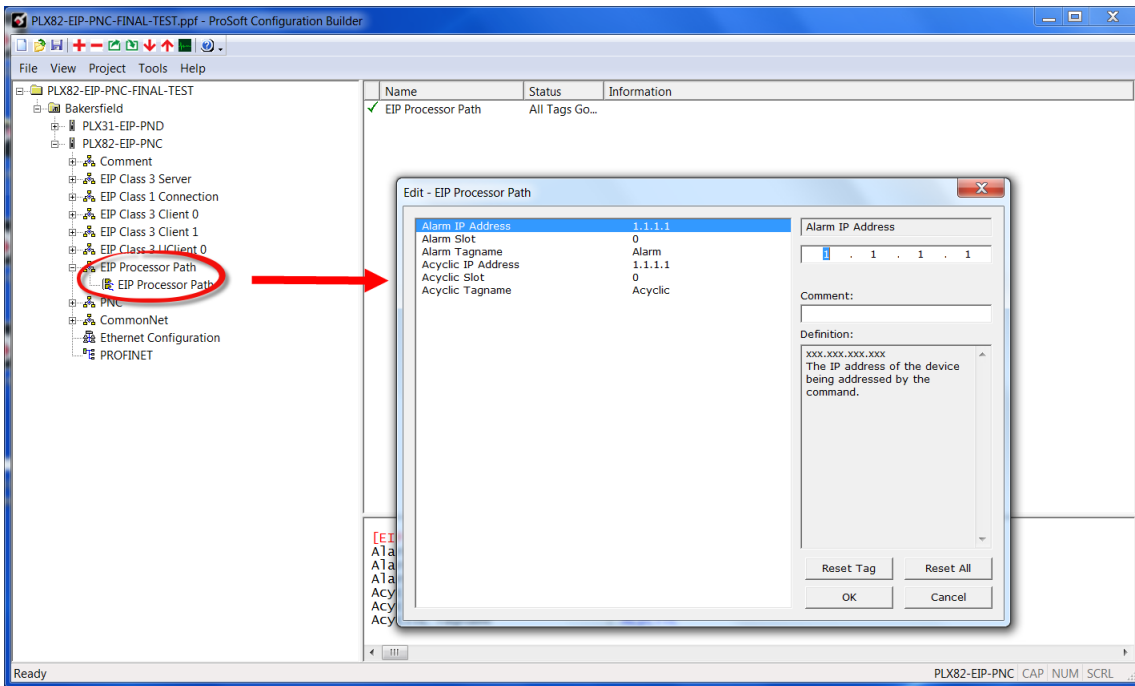 PLX82-EIP-PNC-FINAL-TEST.ppf - ProSoft Configuration Builder
File View Project Tools Help
PLX82-EIP-PNC-FINAL-TEST
Bakersfield
PLX31-EIP-PND
PLX82-EIP-PNC
Comment
EIP Class 3 Server
EIP Class 1 Connection
EIP Class 3 Client 0
EIP Class 3 Client 1
EIP Class 3 UClient 0
EIP Processor Path
EIP Processor Path
PNC
CommonNet
Ethernet Configuration
PROFINET
Name Status Information
EIP Processor Path All Tags Go...
Edit - EIP Processor Path
Alarm IP Address 1.1.1.1
Alarm Slot 0
Alarm Tagname Alarm
Acyclic IP Address 1.1.1.1
Acyclic Slot 0
Acyclic Tagname Acyclic
Alarm IP Address
1 . 1 . 1 . 1
Comment:
Definition:
xxx.xxx.xxx.xxx
The IP address of the device
being addressed by the
command.
Reset Tag Reset All
OK Cancel
[EI
Ala
Ala
Ala
Acy
Acy
Acy
Ready PLX82-EIP-PNC CAP NUM SCRL